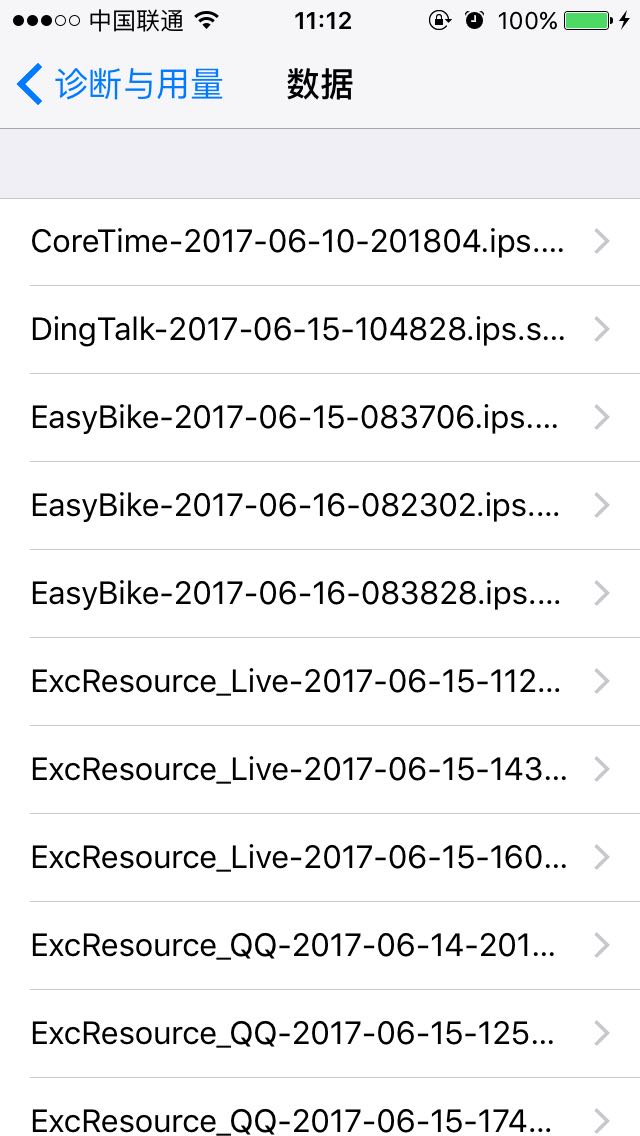 中国联通 11:12 100%
诊断与用量 数据
CoreTime-2017-06-10-201804.ips....
DingTalk-2017-06-15-104828.ips.s...
EasyBike-2017-06-15-083706.ips....
EasyBike-2017-06-16-082302.ips....
EasyBike-2017-06-16-083828.ips....
ExcResource_Live-2017-06-15-112...
ExcResource_Live-2017-06-15-143...
ExcResource_Live-2017-06-15-160...
ExcResource_QQ-2017-06-14-201...
ExcResource_QQ-2017-06-15-125...
ExcResource_QQ-2017-06-15-174...